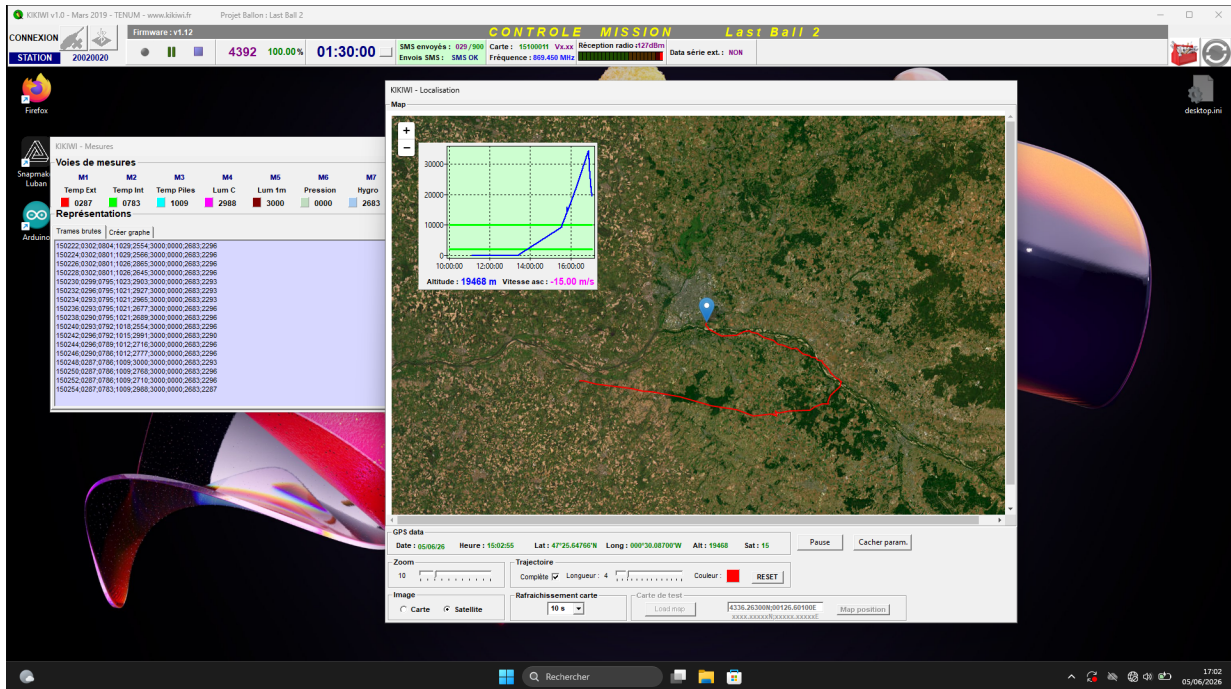 KIKIWI v1.0 - Mars 2019 - TENUM - www.kikiwi.fr Projet Ballon : Last Ball 2
CONNEXION
STATION 20020020
Firmware : v1.12
CONTROLE MISSION Last Ball 2
4392 100.00 % 01:30:00
SMS envoyès : 029 /900
Envois SMS : SMS OK
Carte : 15100011 Vx.xx
Fréquence : 869.450 MHz
Réception radio :-127dBm
Data série ext. : NON
Firefox
Snapmak
Luban
Arduino
desktop.ini
KIKIWI - Mesures
Voies de mesures
M1 M2 M3 M4 M5 M6 M7
Temp Ext Temp Int Temp Piles Lum C Lum 1m Pression Hygro
0287 0783 1009 2988 3000 0000 2683
Représentations
Trames brutes Créer graphe
150222;0302;0804;1029;2554;3000;0000;2683;2296
150224;0302;0801;1029;2566;3000;0000;2683;2296
150226;0302;0801;1026;2865;3000;0000;2683;2296
150228;0302;0801;1026;2645;3000;0000;2683;2296
150230;0299;0795;1023;2903;3000;0000;2683;2293
150232;0296;0795;1021;2927;3000;0000;2683;2293
150234;0293;0795;1021;2965;3000;0000;2683;2296
150236;0293;0795;1021;2677;3000;0000;2683;2296
150238;0290;0795;1021;2689;3000;0000;2683;2296
150240;0293;0792;1018;2554;3000;0000;2683;2296
150242;0296;0792;1015;2991;3000;0000;2683;2290
150244;0296;0789;1012;2716;3000;0000;2683;2296
150246;0290;0786;1012;2777;3000;0000;2683;2296
150248;0287;0786;1009;3000;3000;0000;2683;2293
150250;0287;0786;1009;2768;3000;0000;2683;2296
150252;0287;0786;1009;2710;3000;0000;2683;2296
150254;0287;0783;1009;2988;3000;0000;2683;2287
KIKIWI - Localisation
Map
+
−
30000
20000
10000
0
10:00:00 12:00:00 14:00:00 16:00:00
Altitude : 19468 m Vitesse asc : -15.00 m/s
GPS data
Date : 05/06/26 Heure : 15:02:55 Lat : 47°25.64766'N Long : 000°30.08700'W Alt : 19468 Sat : 15
Pause
Cacher param.
Zoom
10
Trajectoire
Complète Longueur : 4 Couleur : RESET
Image
Carte Satellite
Rafraichissement carte
10 s
Carte de test
Load map
4336.26300N;00126.60100E
xxxx.xxxxxN;xxxxx.xxxxxE
Map position
Rechercher
17:02
05/06/2026